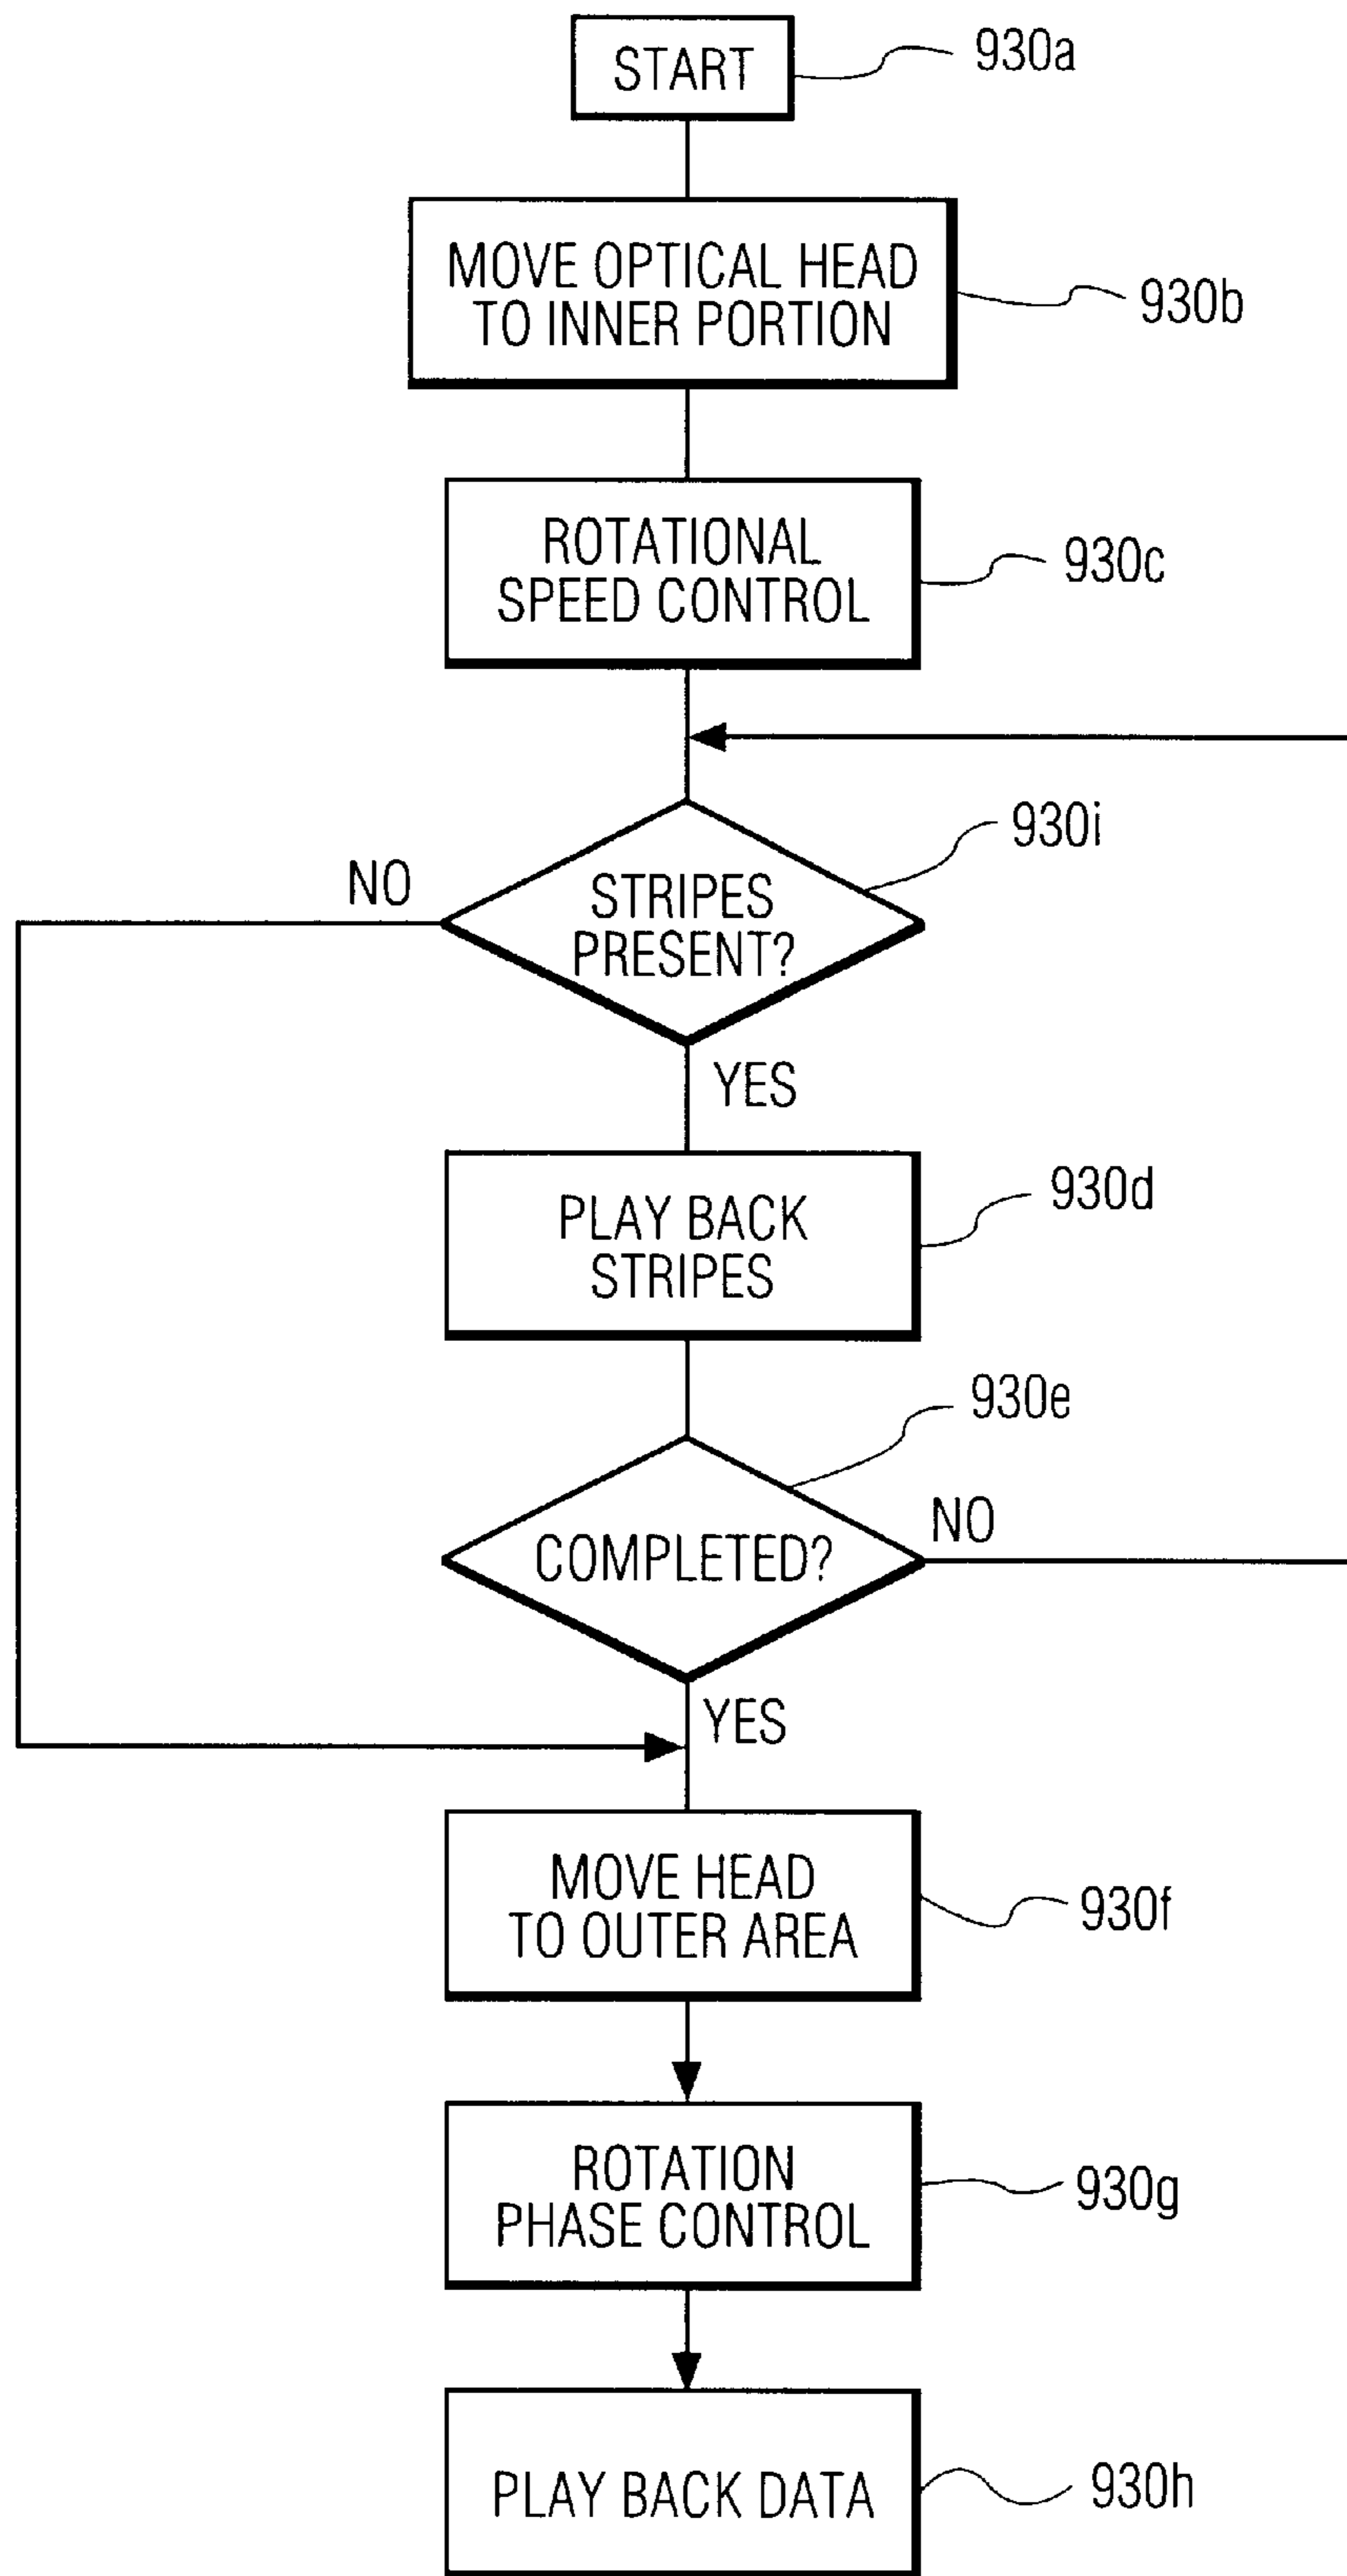 START
930a
MOVE OPTICAL HEAD
TO INNER PORTION
930b
ROTATIONAL
SPEED CONTROL
930c
930i
NO
STRIPES
PRESENT?
YES
PLAY BACK
STRIPES
930d
930e
COMPLETED?
NO
YES
MOVE HEAD
TO OUTER AREA
930f
ROTATION
PHASE CONTROL
930g
PLAY BACK DATA
930h